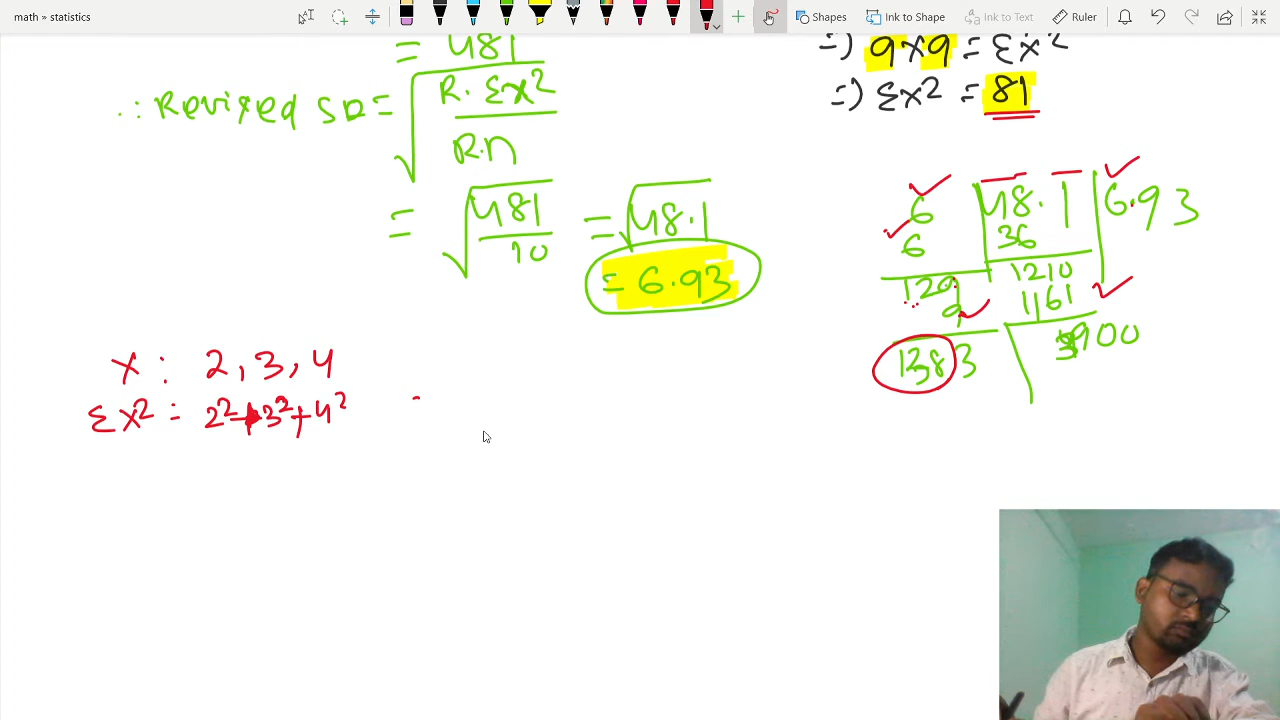 math » statistics
Shapes Ink to Shape Ink to Text Ruler
= 481
∴ Revised SD = √(R. Σx² / R.n)
= √(481 / 10) = √48.1
= 6.93
=) 9×9 = Σx²
=) Σx² = 81
6 48.1 6.93
6 36
129 1210
9 1161
1383 4900
X : 2, 3, 4
Σx² = 2²+3²+4²